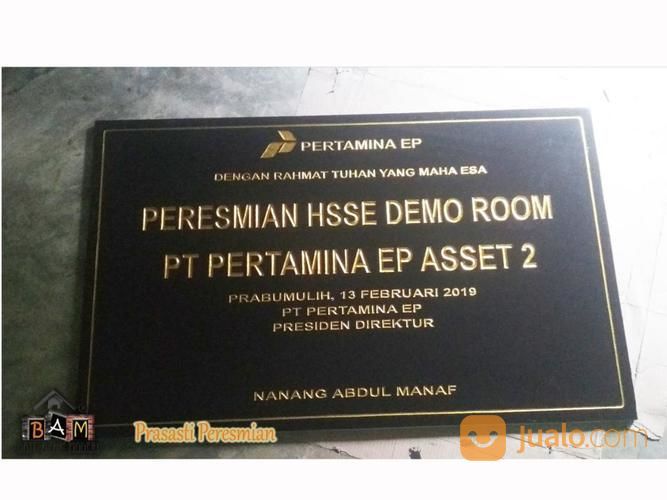 PERTAMINA EP
DENGAN RAHMAT TUHAN YANG MAHA ESA
PERESMIAN HSSE DEMO ROOM
PT PERTAMINA EP ASSET 2
PRABUMULIH, 13 FEBRUARI 2019
PT PERTAMINA EP
PRESIDEN DIREKTUR
NANANG ABDUL MANAF
BAM
Prasasti Peresmian
Jualo.com